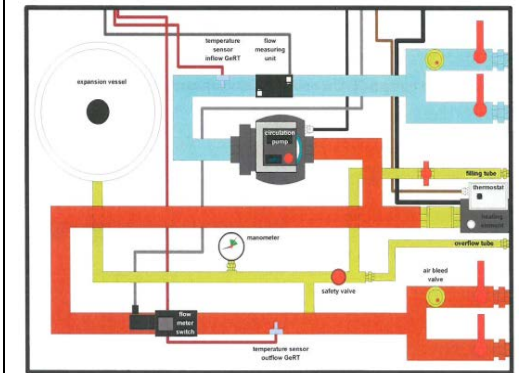 temperature
sensor
inflow GeRT
flow
measuring
unit
expansion vessel
circulation
pump
filling tube
thermostat
heating
element
manometer
overflow tube
safety valve
air bleed
valve
flow
meter
switch
temperature sensor
outflow GeRT